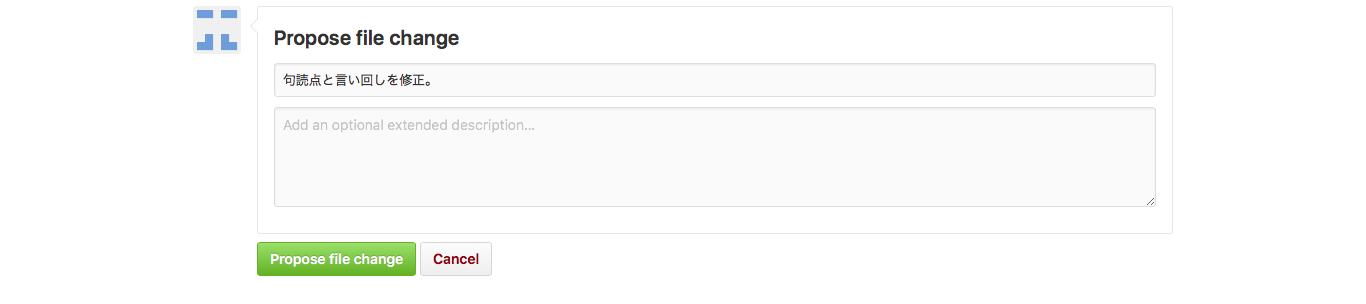 Propose file change
句読点と言い回しを修正。
Add an optional extended description...
Propose file change
Cancel